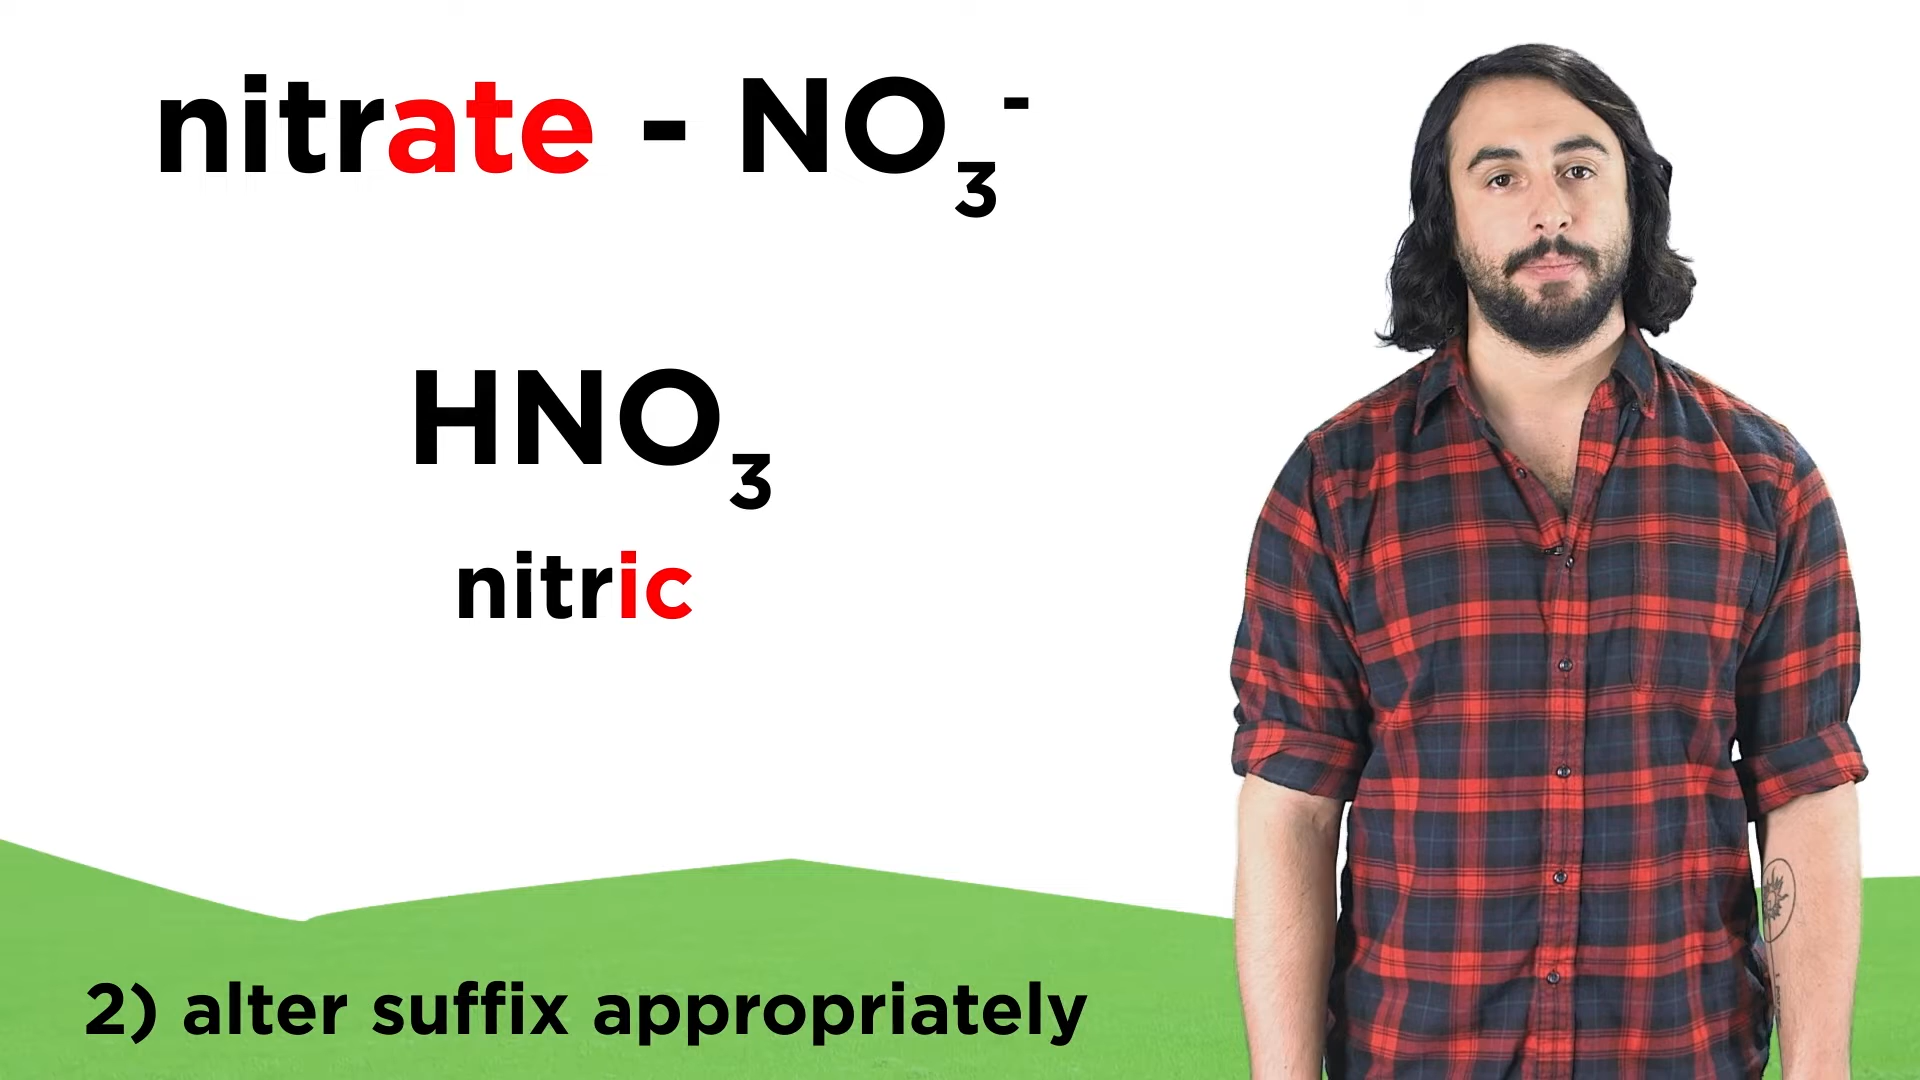 nitrate - NO₃⁻
HNO₃
nitric
2) alter suffix appropriately